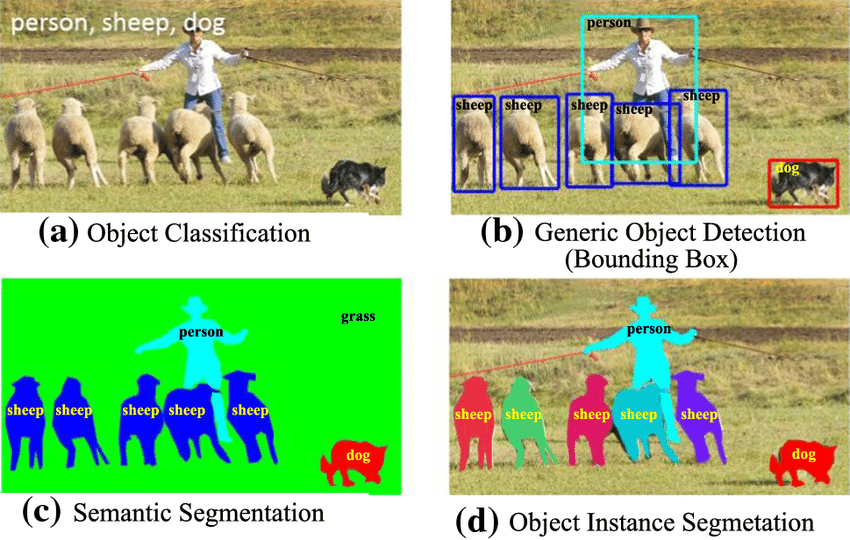 person, sheep, dog
person
sheep
sheep
sheep
sheep
sheep
dog
(a) Object Classification
(b) Generic Object Detection
(Bounding Box)
grass
person
sheep
sheep
sheep
sheep
sheep
dog
person
sheep
sheep
sheep
sheep
sheep
dog
(c) Semantic Segmentation
(d) Object Instance Segmetation